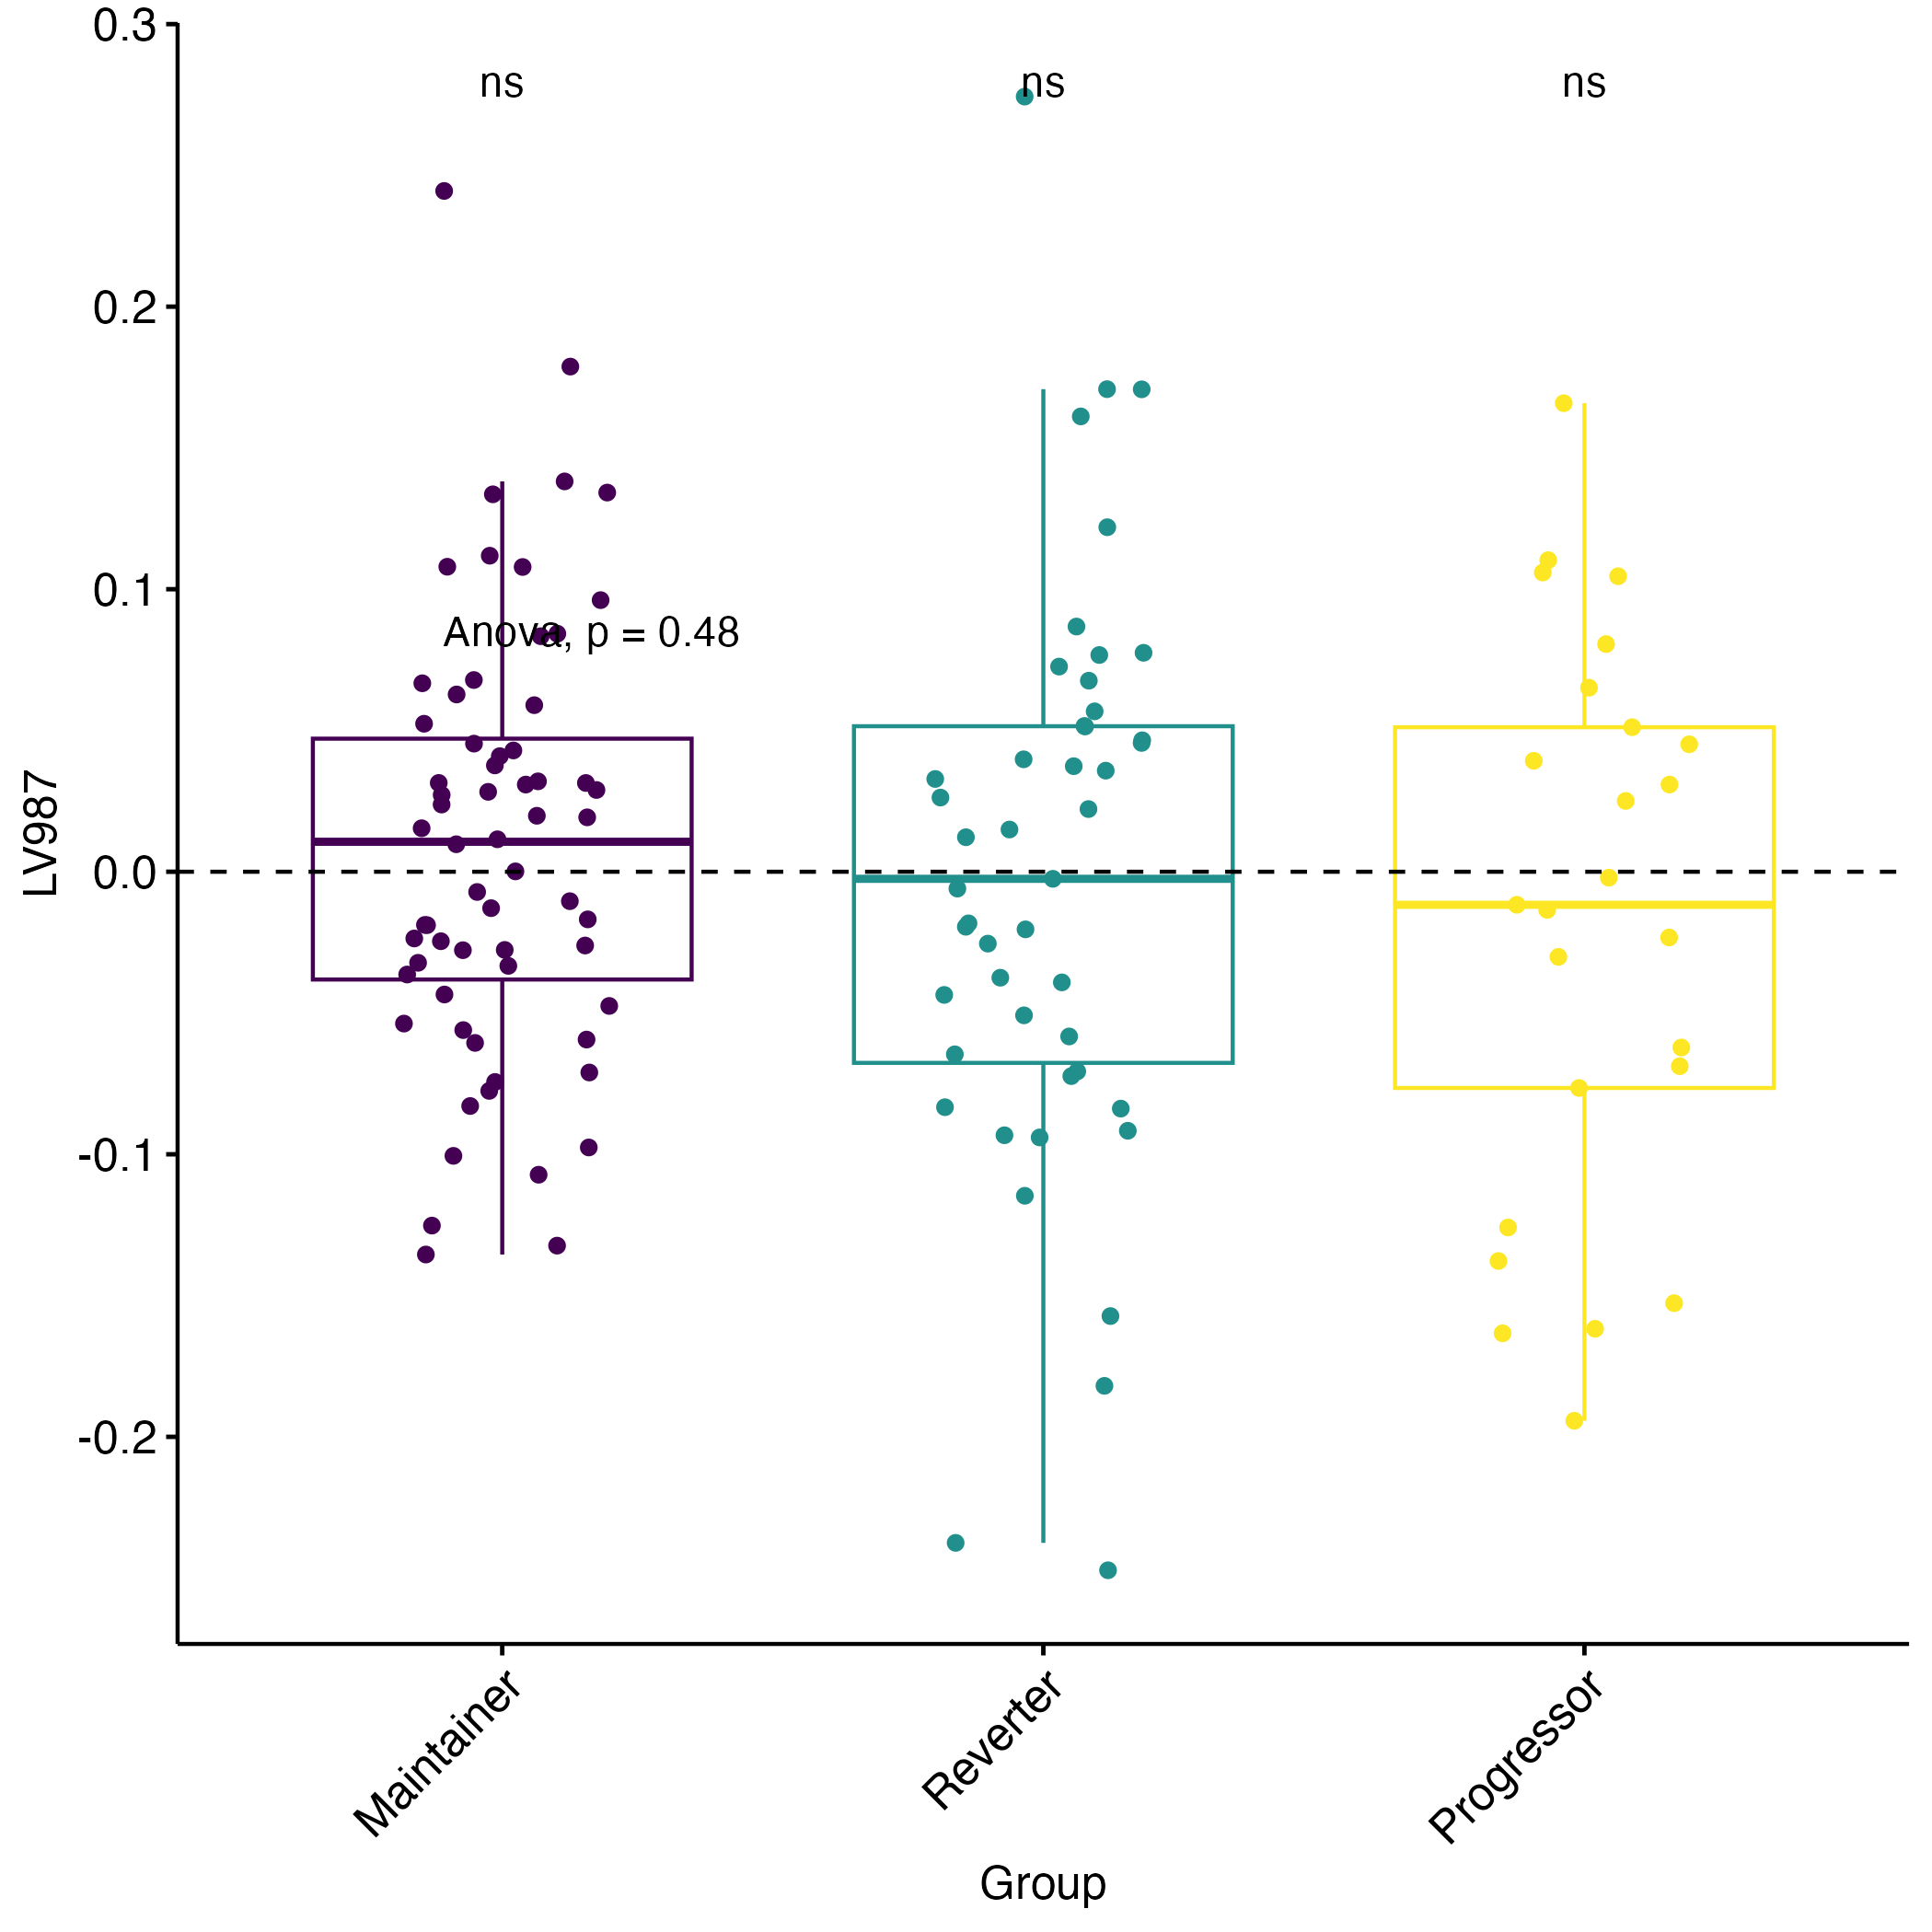 0.3
ns ns ns
0.2
0.1
Anova, p = 0.48
LV987
0.0
-0.1
-0.2
Maintainer
Reverter
Progressor
Group